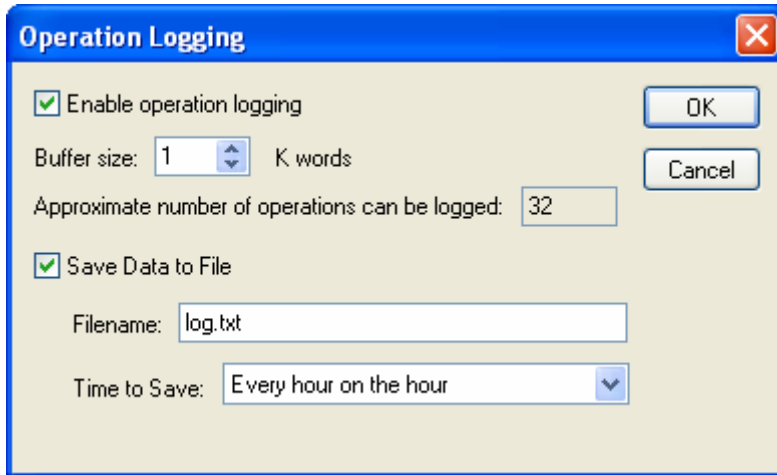 Operation Logging
Enable operation logging
OK
Buffer size: 1 K words
Cancel
Approximate number of operations can be logged: 32
Save Data to File
Filename: log.txt
Time to Save: Every hour on the hour